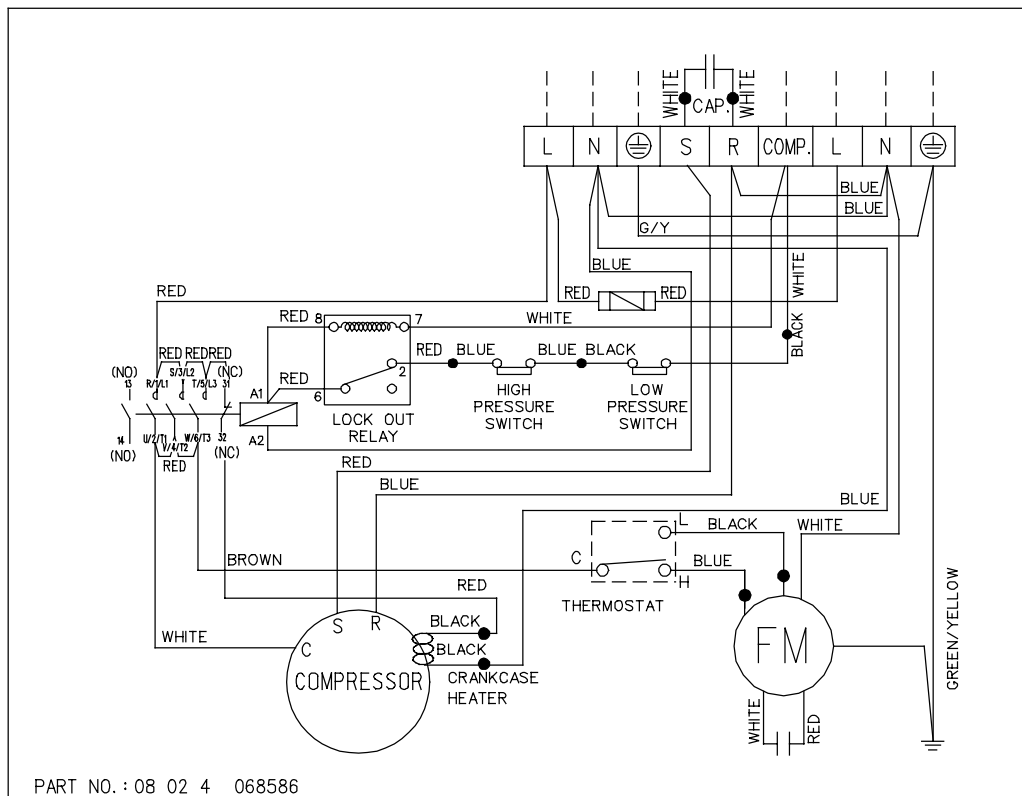 WHITE
WHITE
CAP.
L N S R COMP. L N
BLUE
BLUE
G/Y
BLUE
WHITE
RED
RED
RED
RED 8
7
WHITE
BLACK
RED
BLUE
BLUE
BLACK
RED RED RED
S/3/L2
(NO)
13
R/1/L1
T/5/L3
(NC)
31
RED
2
6
A1
HIGH
PRESSURE
SWITCH
LOW
PRESSURE
SWITCH
LOCK OUT
RELAY
14
(NO)
U/2/T1
V/4/T2
W/6/T3
32
(NC)
A2
RED
RED
BLUE
BLUE
L
BLACK
WHITE
C
BROWN
BLUE
H
RED
THERMOSTAT
GREEN/YELLOW
S R
BLACK
WHITE
C
BLACK
FM
COMPRESSOR
CRANKCASE
HEATER
WHITE
RED
PART NO.: 08 02 4 068586